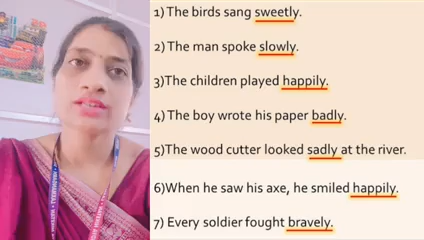 1) The birds sang sweetly.
2) The man spoke slowly.
3)The children played happily.
4) The boy wrote his paper badly.
5)The wood cutter looked sadly at the river.
6)When he saw his axe, he smiled happily.
7) Every soldier fought bravely.